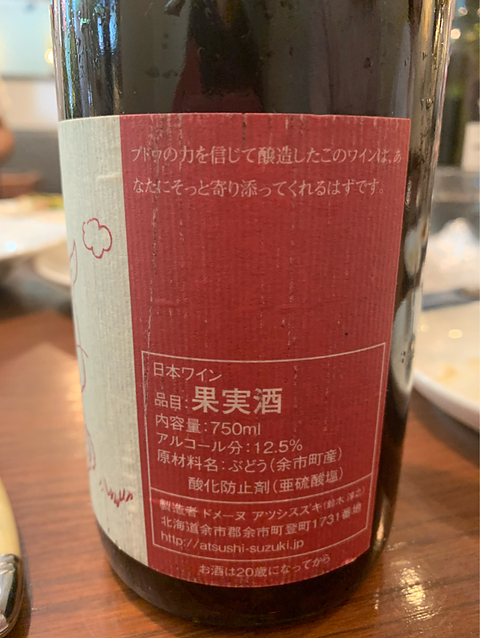 ブドウの力を信じて醸造したこのワインは、あ
なたにそっと寄り添ってくれるはずです。
日本ワイン
品目:果実酒
内容量:750ml
アルコール分:12.5%
原材料名:ぶどう(余市町産)
酸化防止剤(亜硫酸塩)
製造者 ドメーヌ アツシスズキ(鈴木
北海道余市郡余市町登町1731番地
http://atsushi-suzuki.jp
お酒は20歳になってから